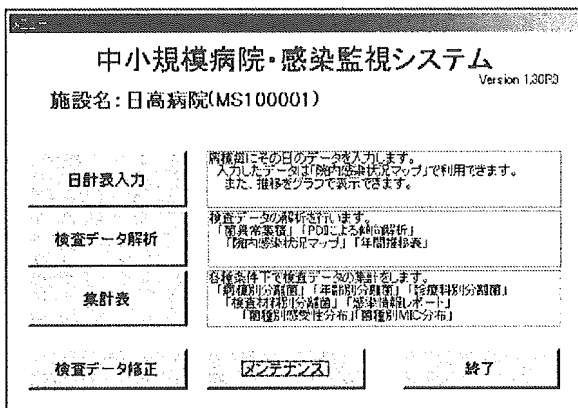 メニュー
中小規模病院・感染監視システム
Version 1.30P3
施設名:日高病院(MS100001)
日計表入力
病棟毎にその日のデータを入力します。
入力したデータは「院内感染状況マップ」で利用できます。
また、推移をグラフで表示できます。
検査データ解析
検査データの解析を行います。
「菌異常集積」「PDIによる傾向解析」
「院内感染状況マップ」「年間推移表」
集計表
各種条件下で検査データの集計をします。
「病棟別分離菌」「年齢別分離菌」「診療科別分離菌」
「検査材料別分離菌」「感染情報レポート」
「菌種別感受性分布」「菌種別MIC分布」
検査データ修正
メンテナンス
終了